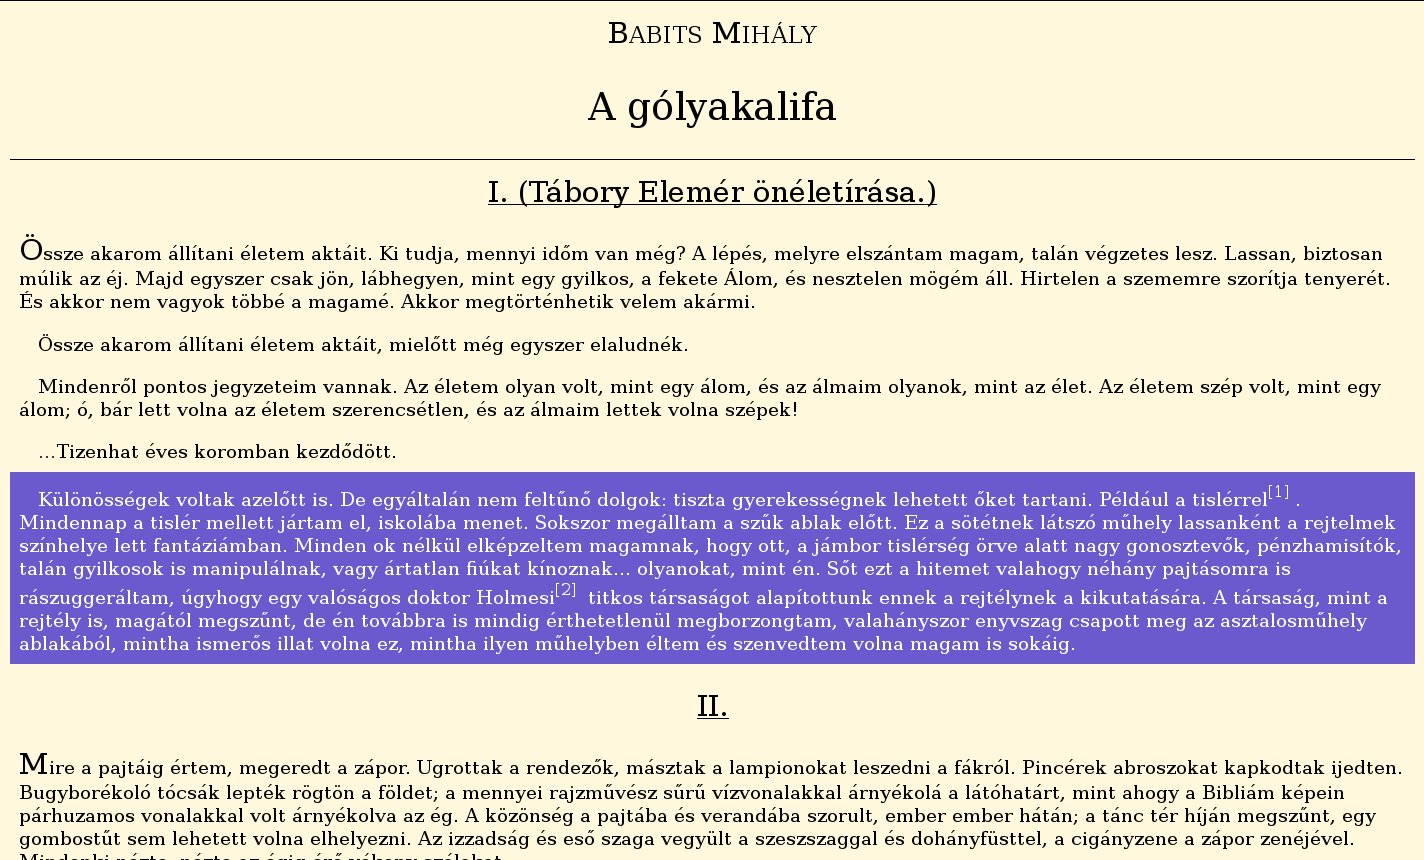 BABITS MIHÁLY
A gólyakalifa
I. (Tábory Elemér önéletírása.)
Össze akarom állítani életem aktáit. Ki tudja, mennyi időm van még? A lépés, melyre elszántam magam, talán végzetes lesz. Lassan, biztosan
múlik az éj. Majd egyszer csak jön, lábhegyen, mint egy gyilkos, a fekete Álom, és nesztelen mögém áll. Hirtelen a szememre szorítja tenyerét.
És akkor nem vagyok többé a magamé. Akkor megtörténhetik velem akármi.
Össze akarom állítani életem aktáit, mielőtt még egyszer elaludnék.
Mindenről pontos jegyzeteim vannak. Az életem olyan volt, mint egy álom, és az álmaim olyanok, mint az élet. Az életem szép volt, mint egy
álom; ó, bár lett volna az életem szerencsétlen, és az álmaim lettek volna szépek!
...Tizenhat éves koromban kezdődött.
Különösségek voltak azelőtt is. De egyáltalán nem feltűnő dolgok: tiszta gyerekességnek lehetett őket tartani. Például a tislérrel[1] .
Mindennap a tislér mellett jártam el, iskolába menet. Sokszor megálltam a szűk ablak előtt. Ez a sötétnek látszó műhely lassanként a rejtelmek
színhelye lett fantáziámban. Minden ok nélkül elképzeltem magamnak, hogy ott, a jámbor tislérség örve alatt nagy gonosztevők, pénzhamisítók,
talán gyilkosok is manipulálnak, vagy ártatlan fiúkat kínoznak... olyanokat, mint én. Sőt ezt a hitemet valahogy néhány pajtásomra is
rászuggeráltam, úgyhogy egy valóságos doktor Holmesi[2] titkos társaságot alapítottunk ennek a rejtélynek a kikutatására. A társaság, mint a
rejtély is, magától megszűnt, de én továbbra is mindig érthetetlenül megborzongtam, valahányszor enyvszag csapott meg az asztalosműhely
ablakából, mintha ismerős illat volna ez, mintha ilyen műhelyben éltem és szenvedtem volna magam is sokáig.
II.
Mire a pajtáig értem, megeredt a zápor. Ugrottak a rendezők, másztak a lampionokat leszedni a fákról. Pincérek abroszokat kapkodtak ijedten.
Bugyborékoló tócsák lepték rögtön a földet; a mennyei rajzművész sűrű vízvonalakkal árnyékolá a látóhatárt, mint ahogy a Bibliám képein
párhuzamos vonalakkal volt árnyékolva az ég. A közönség a pajtába és verandába szorult, ember ember hátán; a tánc tér híján megszűnt, egy
gombostűt sem lehetett volna elhelyezni. Az izzadság és eső szaga vegyült a szeszszaggal és dohányfüsttel, a cigányzene a zápor zenéjével.